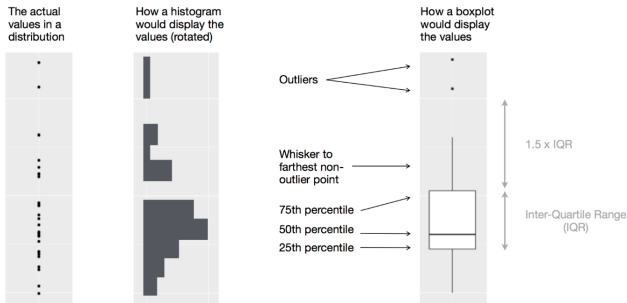 The actual
values in a
distribution
How a histogram
would display the
values (rotated)
How a boxplot
would display
the values
Outliers
1.5 x IQR
Whisker to
farthest non-
outlier point
75th percentile
50th percentile
25th percentile
Inter-Quartile Range
(IQR)